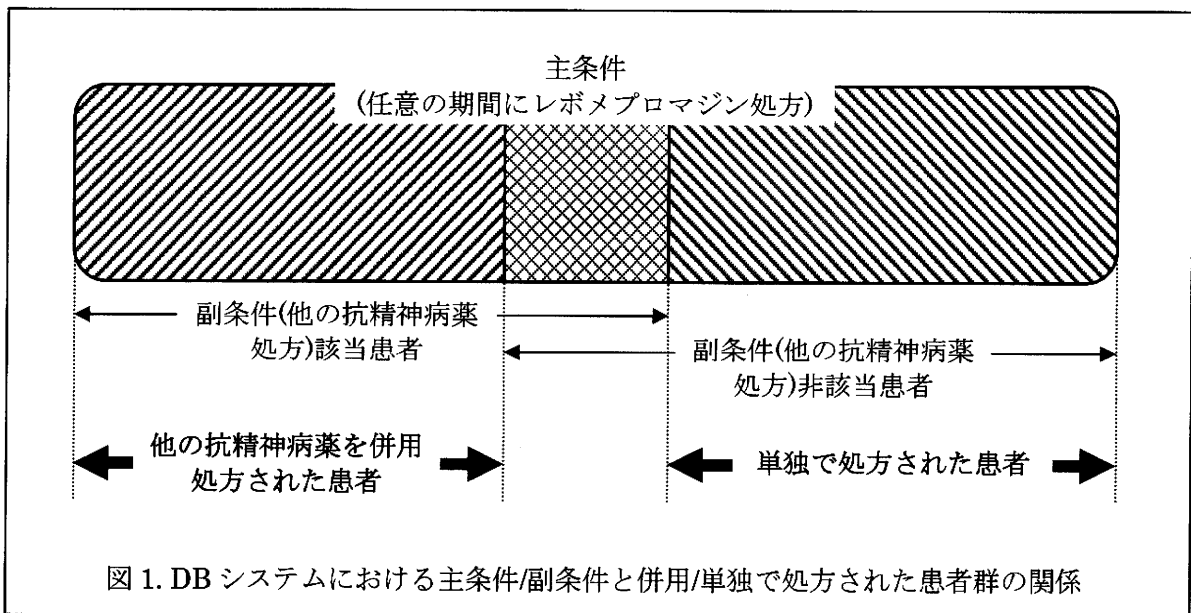 主条件
(任意の期間にレボメプロマジン処方)
副条件(他の抗精神病薬
処方)該当患者
副条件(他の抗精神病薬
処方)非該当患者
他の抗精神病薬を併用
処方された患者
単独で処方された患者
図 1. DB システムにおける主条件/副条件と併用/単独で処方された患者群の関係